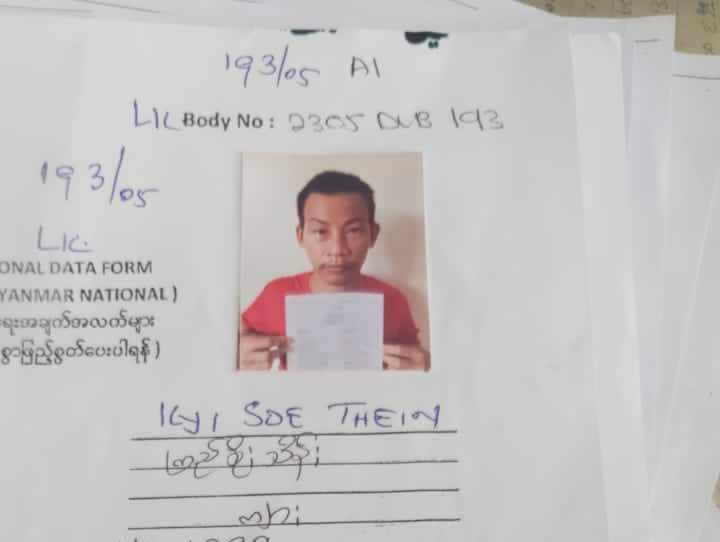 193/05 A1
LIC Body No : 2305 DUB 193
193/05
LIC
ONAL DATA FORM
YANMAR NATIONAL )
ရေးအချက်အလက်များ
စွာဖြည့်စွတ်ပေးပါရန် )
KYI SOE THEIN
ကြည်စိုးသိန်း
ကျား